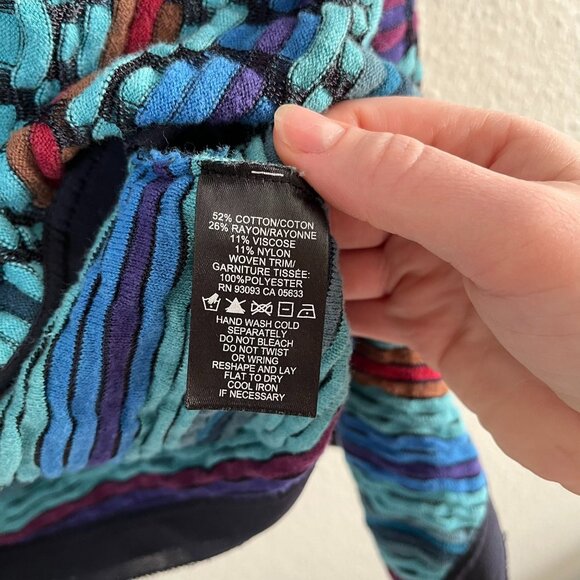 52% COTTON/COTON
26% RAYON/RAYONNE
11% VISCOSE
11% NYLON
WOVEN TRIM/
GARNITURE TISSÉE:
100%POLYESTER
RN 93093 CA 05633
HAND WASH COLD
SEPARATELY
DO NOT BLEACH
DO NOT TWIST
OR WRING
RESHAPE AND LAY
FLAT TO DRY
COOL IRON
IF NECESSARY